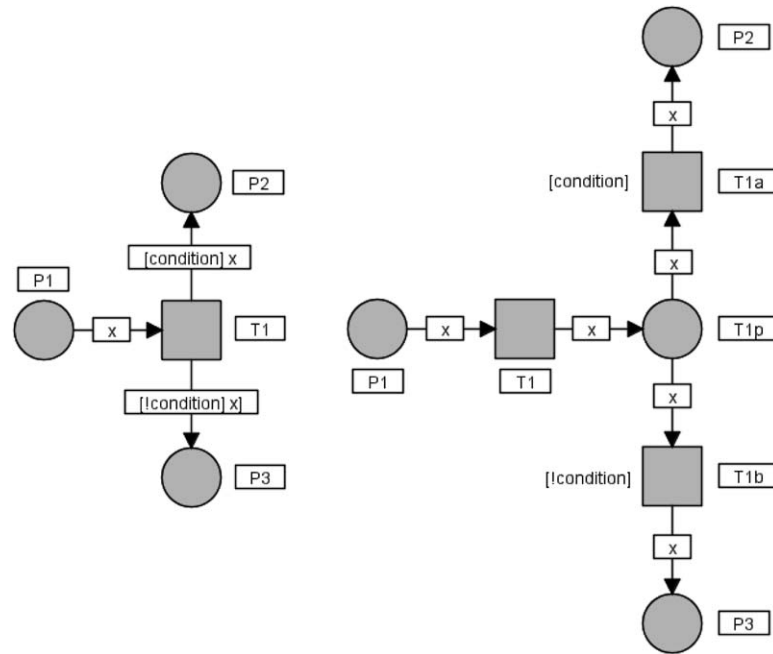 P2
P1
[condition] x
x
T1
[!condition] x]
P3
P2
x
[condition]
T1a
x
P1
x
T1
x
T1p
x
[!condition]
T1b
x
P3